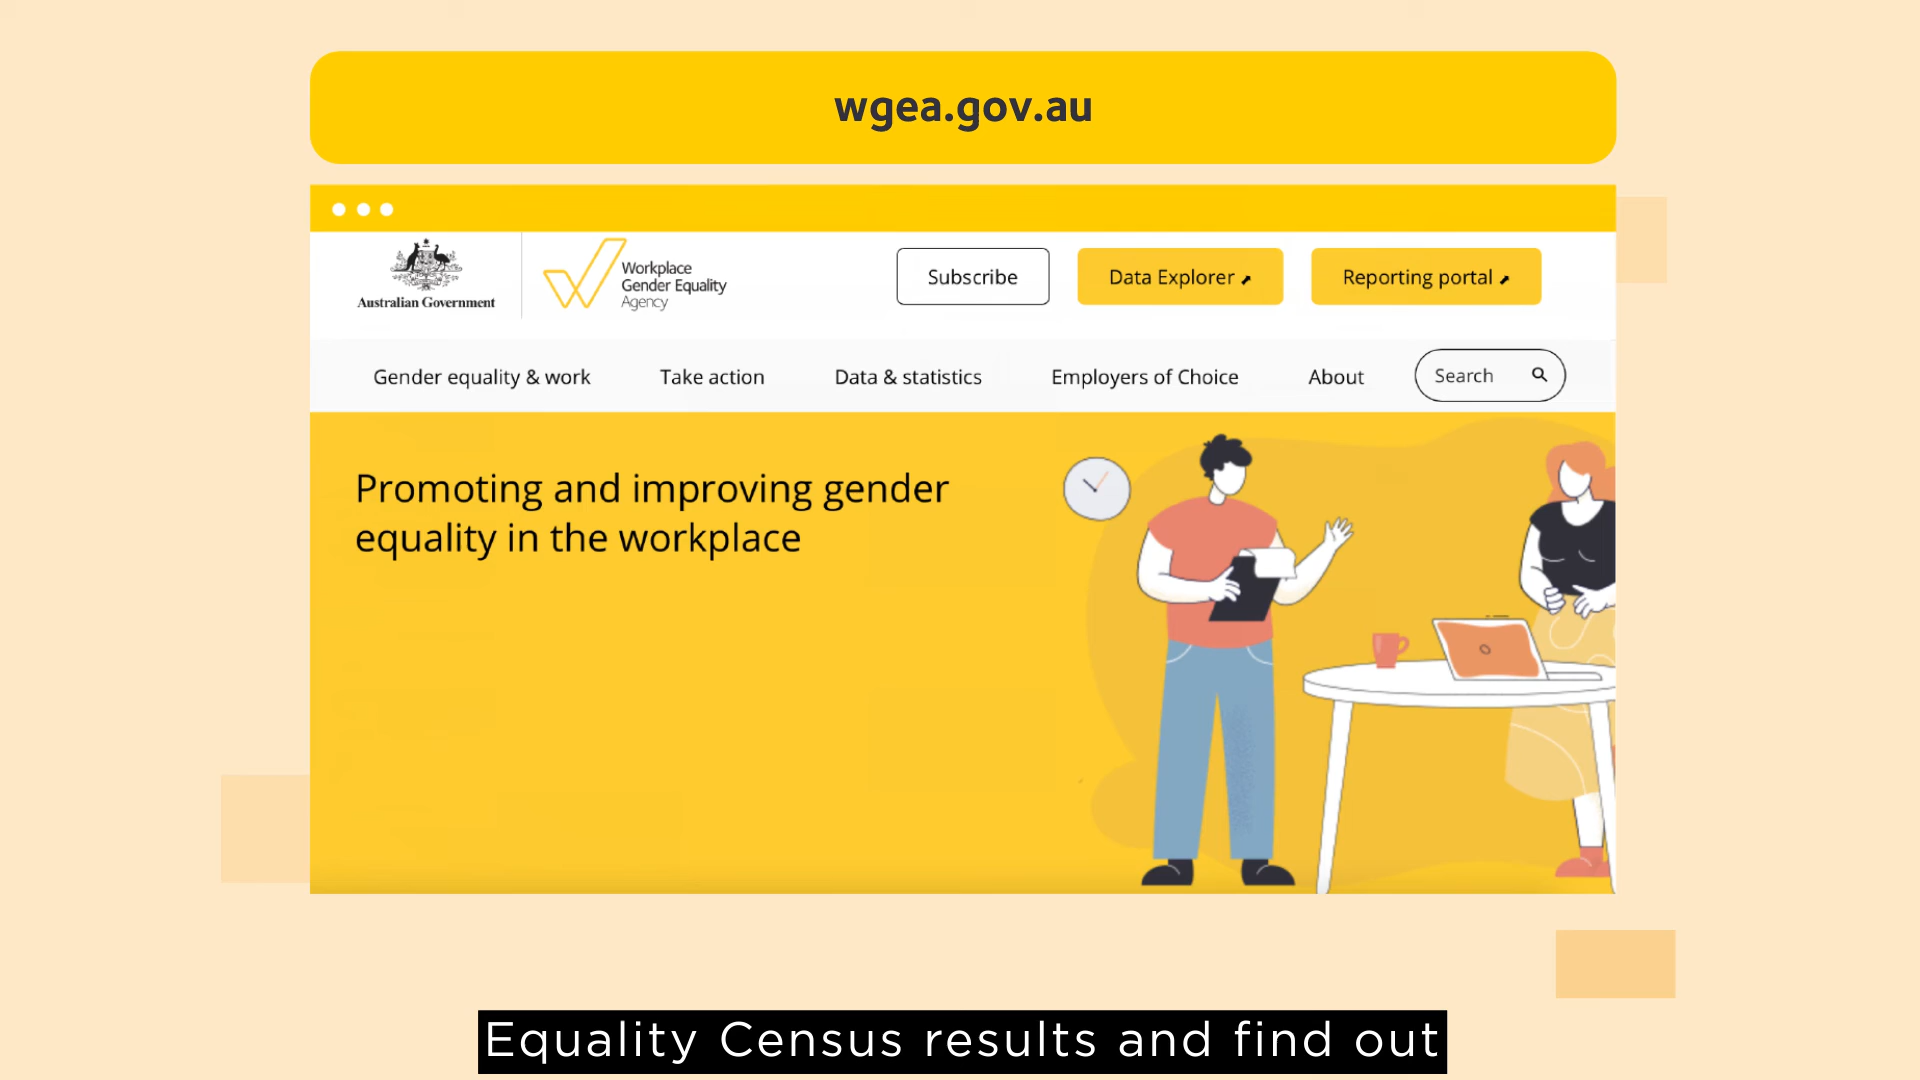 wgea.gov.au
Australian Government
Workplace
Gender Equality
Agency
Subscribe
Data Explorer
Reporting portal
Gender equality & work
Take action
Data & statistics
Employers of Choice
About
Search
Promoting and improving gender
equality in the workplace
Equality Census results and find out